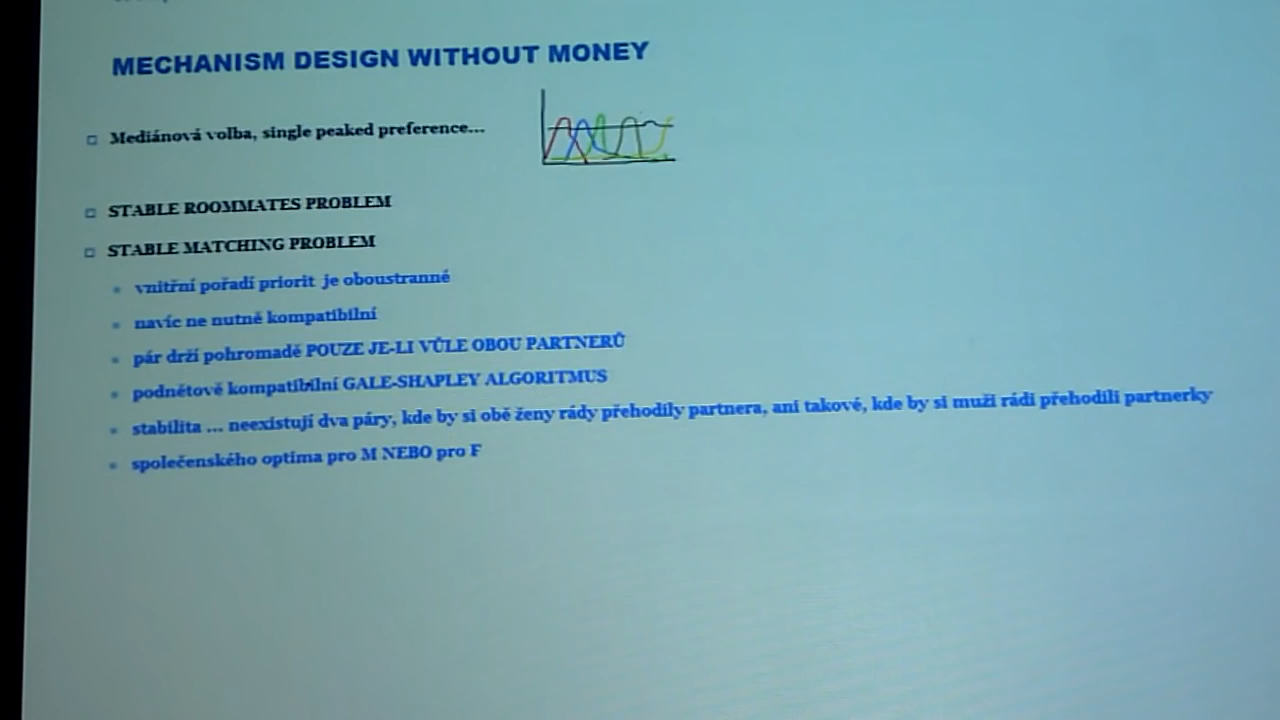 MECHANISM DESIGN WITHOUT MONEY
Mediánová volba, single peaked preference...
STABLE ROOMMATES PROBLEM
STABLE MATCHING PROBLEM
vnitřní pořadí priorit je oboustranné
navíc ne nutně kompatibilní
pár drží pohromadě POUZE JE-LI VŮLE OBOU PARTNERŮ
podnětově kompatibilní GALE-SHAPLEY ALGORITMUS
stabilita ... neexistují dva páry, kde by si obě ženy rády přehodily partnera, ani takové, kde by si muži rádi přehodili partnerky
společenského optima pro M NEBO pro F